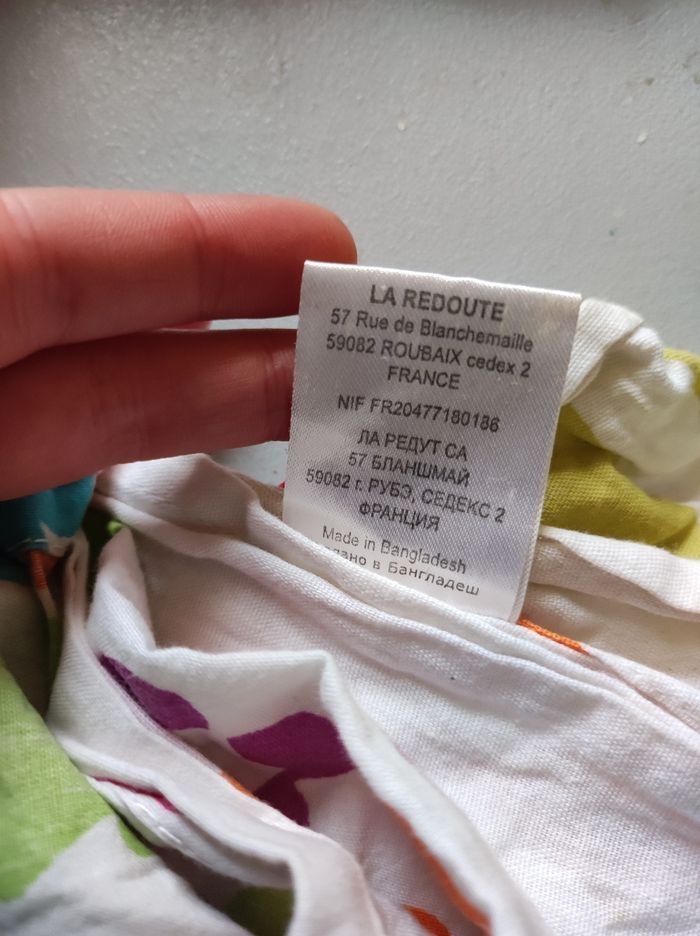 LA REDOUTE
57 Rue de Blanchemaille
59082 ROUBAIX cedex 2
FRANCE
NIF FR20477180186
ЛА РЕДУТ СА
57 БЛАНШМАЙ
59082 г. РУБЭ, СЕДЕКС 2
ФРАНЦИЯ
Made in Bangladesh
в Бангладеш